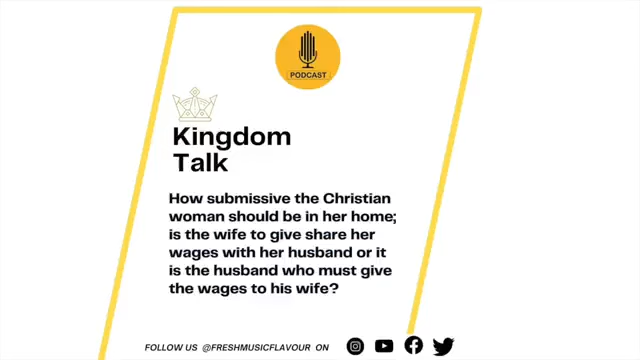 PODCAST
Kingdom
Talk
How submissive the Christian
woman should be in her home;
is the wife to give share her
wages with her husband or it
is the husband who must give
the wages to his wife?
FOLLOW US @FRESHMUSICFLAVOUR ON